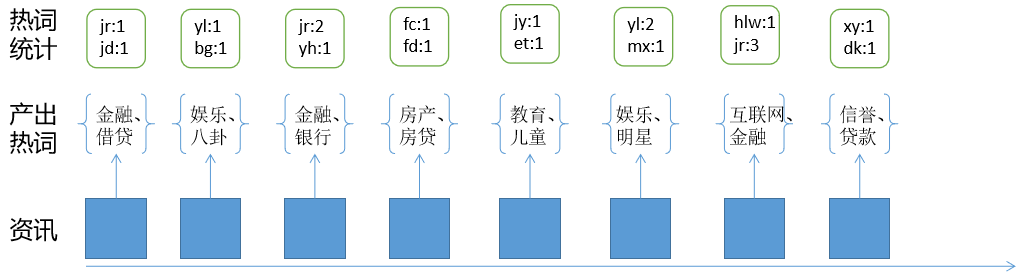 热词
统计
jr:1
jd:1
yl:1
bg:1
jr:2
yh:1
fc:1
fd:1
jy:1
et:1
yl:2
mx:1
hlw:1
jr:3
xy:1
dk:1
产出
热词
金融、
借贷
娱乐、
八卦
金融、
银行
房产、
房贷
教育、
儿童
娱乐、
明星
互联网、
金融
信誉、
贷款
资讯